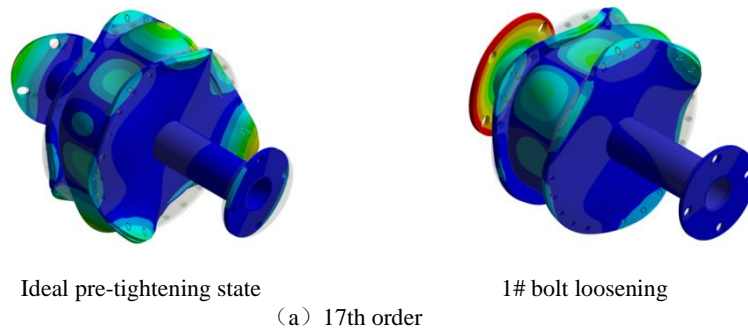 Ideal pre-tightening state
1# bolt loosening
（a）17th order